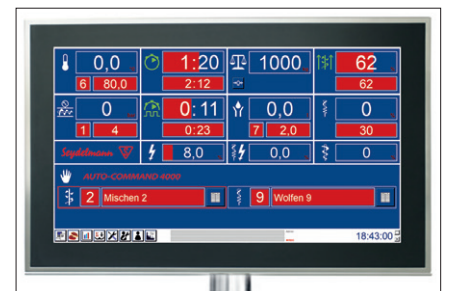 0,0 1:20 1000 62
6 80,0 2:12 62
0 0:11 0,0 0
1 4 0:23 7 2,0 30
Seydelmann 8,0 0,0 0
AUTO-COMMAND 4000
2 Mischen 2 9 Wolfen 9
18:43:00